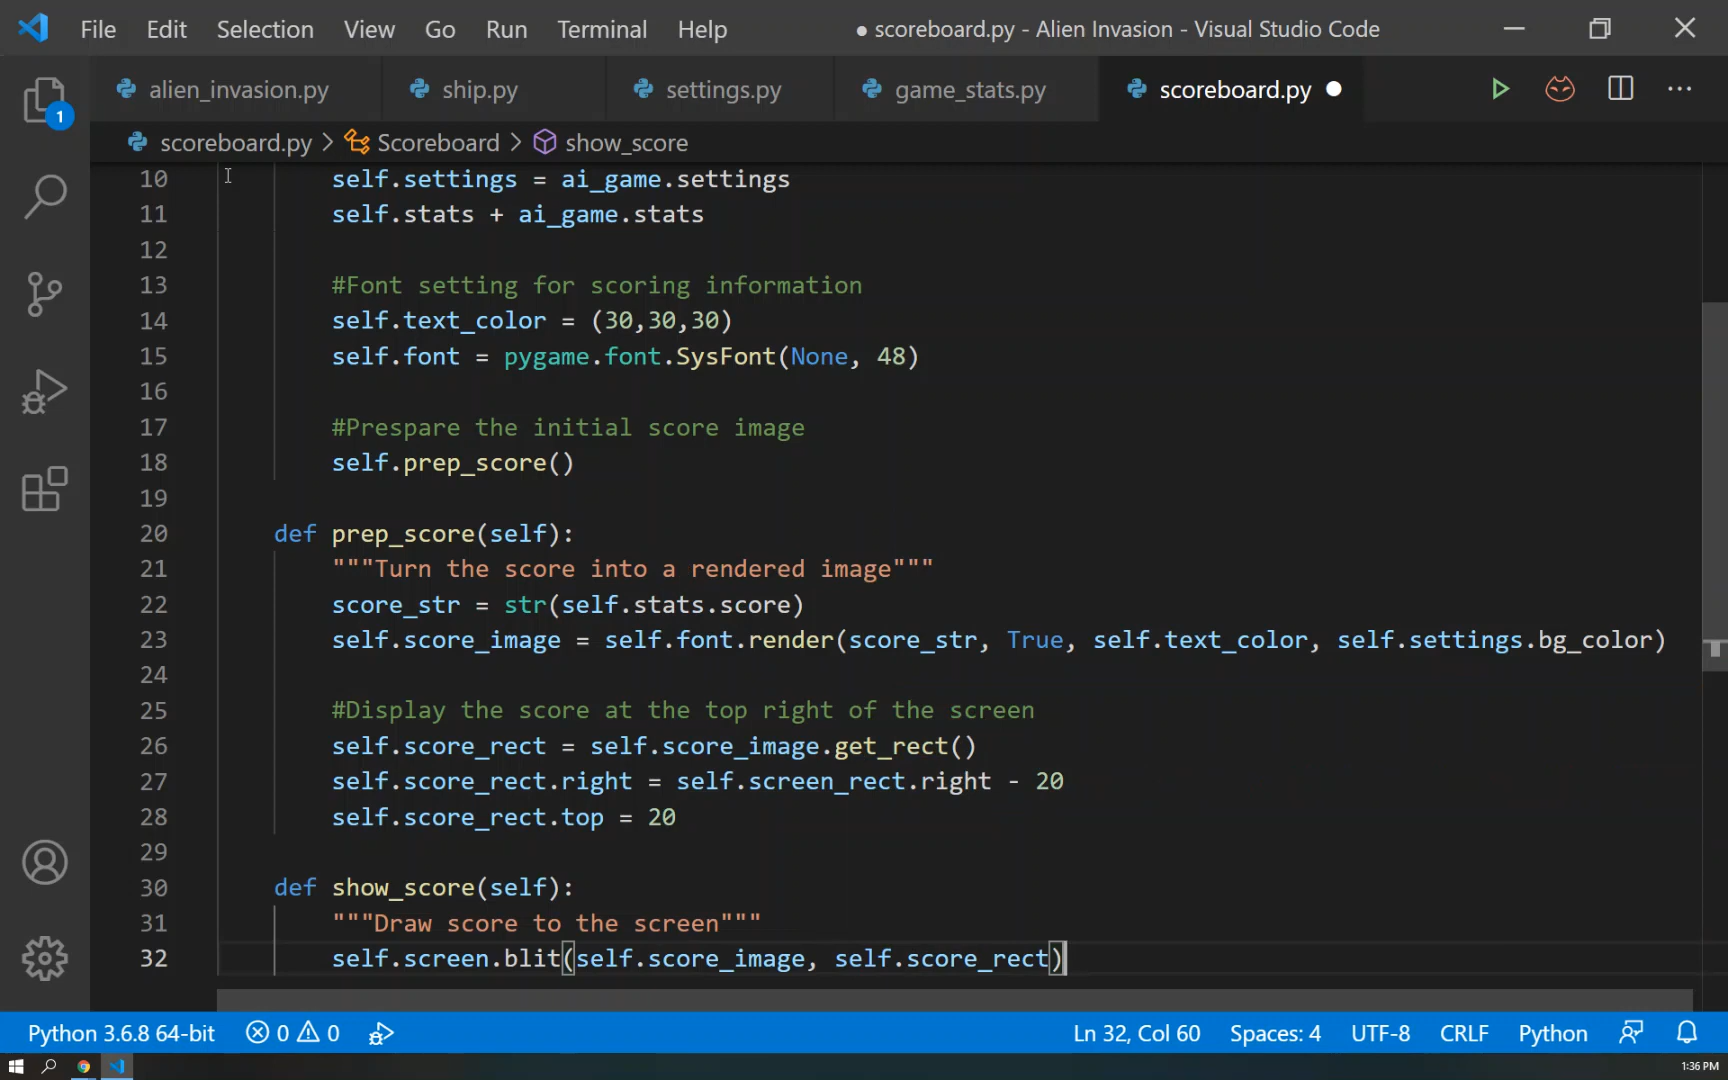 File Edit Selection View Go Run Terminal Help ● scoreboard.py - Alien Invasion - Visual Studio Code
alien_invasion.py ship.py settings.py game_stats.py scoreboard.py
1
scoreboard.py > Scoreboard > show_score
10 self.settings = ai_game.settings
11 self.stats + ai_game.stats
12
13 #Font setting for scoring information
14 self.text_color = (30,30,30)
15 self.font = pygame.font.SysFont(None, 48)
16
17 #Prespare the initial score image
18 self.prep_score()
19
20 def prep_score(self):
21 """Turn the score into a rendered image"""
22 score_str = str(self.stats.score)
23 self.score_image = self.font.render(score_str, True, self.text_color, self.settings.bg_color)
24
25 #Display the score at the top right of the screen
26 self.score_rect = self.score_image.get_rect()
27 self.score_rect.right = self.screen_rect.right - 20
28 self.score_rect.top = 20
29
30 def show_score(self):
31 """Draw score to the screen"""
32 self.screen.blit(self.score_image, self.score_rect)
Python 3.6.8 64-bit 0 0 Ln 32, Col 60 Spaces: 4 UTF-8 CRLF Python
1:36 PM